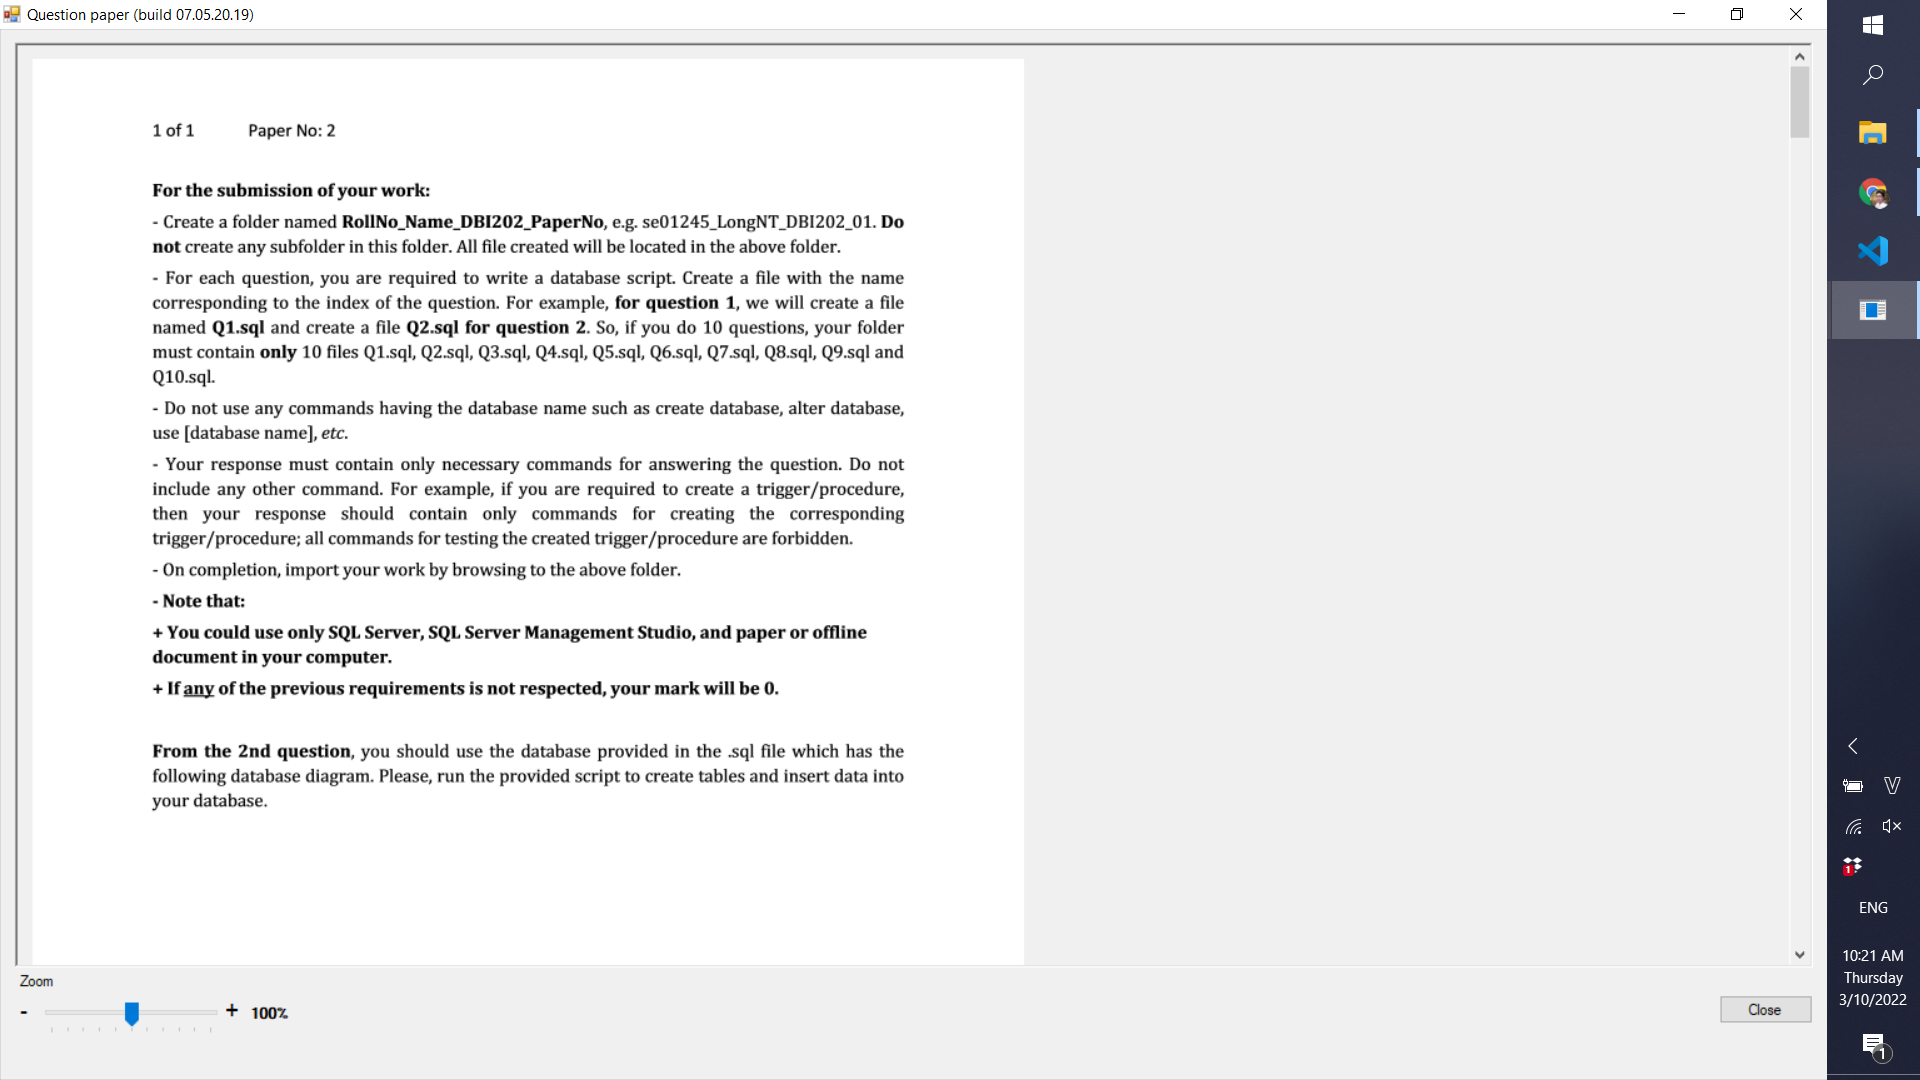 Question paper (build 07.05.20.19)
1 of 1 Paper No: 2
For the submission of your work:
- Create a folder named RollNo_Name_DBI202_PaperNo, e.g. se01245_LongNT_DBI202_01. Do
not create any subfolder in this folder. All file created will be located in the above folder.
- For each question, you are required to write a database script. Create a file with the name
corresponding to the index of the question. For example, for question 1, we will create a file
named Q1.sql and create a file Q2.sql for question 2. So, if you do 10 questions, your folder
must contain only 10 files Q1.sql, Q2.sql, Q3.sql, Q4.sql, Q5.sql, Q6.sql, Q7.sql, Q8.sql, Q9.sql and
Q10.sql.
- Do not use any commands having the database name such as create database, alter database,
use [database name], etc.
- Your response must contain only necessary commands for answering the question. Do not
include any other command. For example, if you are required to create a trigger/procedure,
then your response should contain only commands for creating the corresponding
trigger/procedure; all commands for testing the created trigger/procedure are forbidden.
- On completion, import your work by browsing to the above folder.
- Note that:
+ You could use only SQL Server, SQL Server Management Studio, and paper or offline
document in your computer.
+ If any of the previous requirements is not respected, your mark will be 0.
From the 2nd question, you should use the database provided in the .sql file which has the
following database diagram. Please, run the provided script to create tables and insert data into
your database.
Zoom
- + 100%
Close
1
ENG
10:21 AM
Thursday
3/10/2022
1